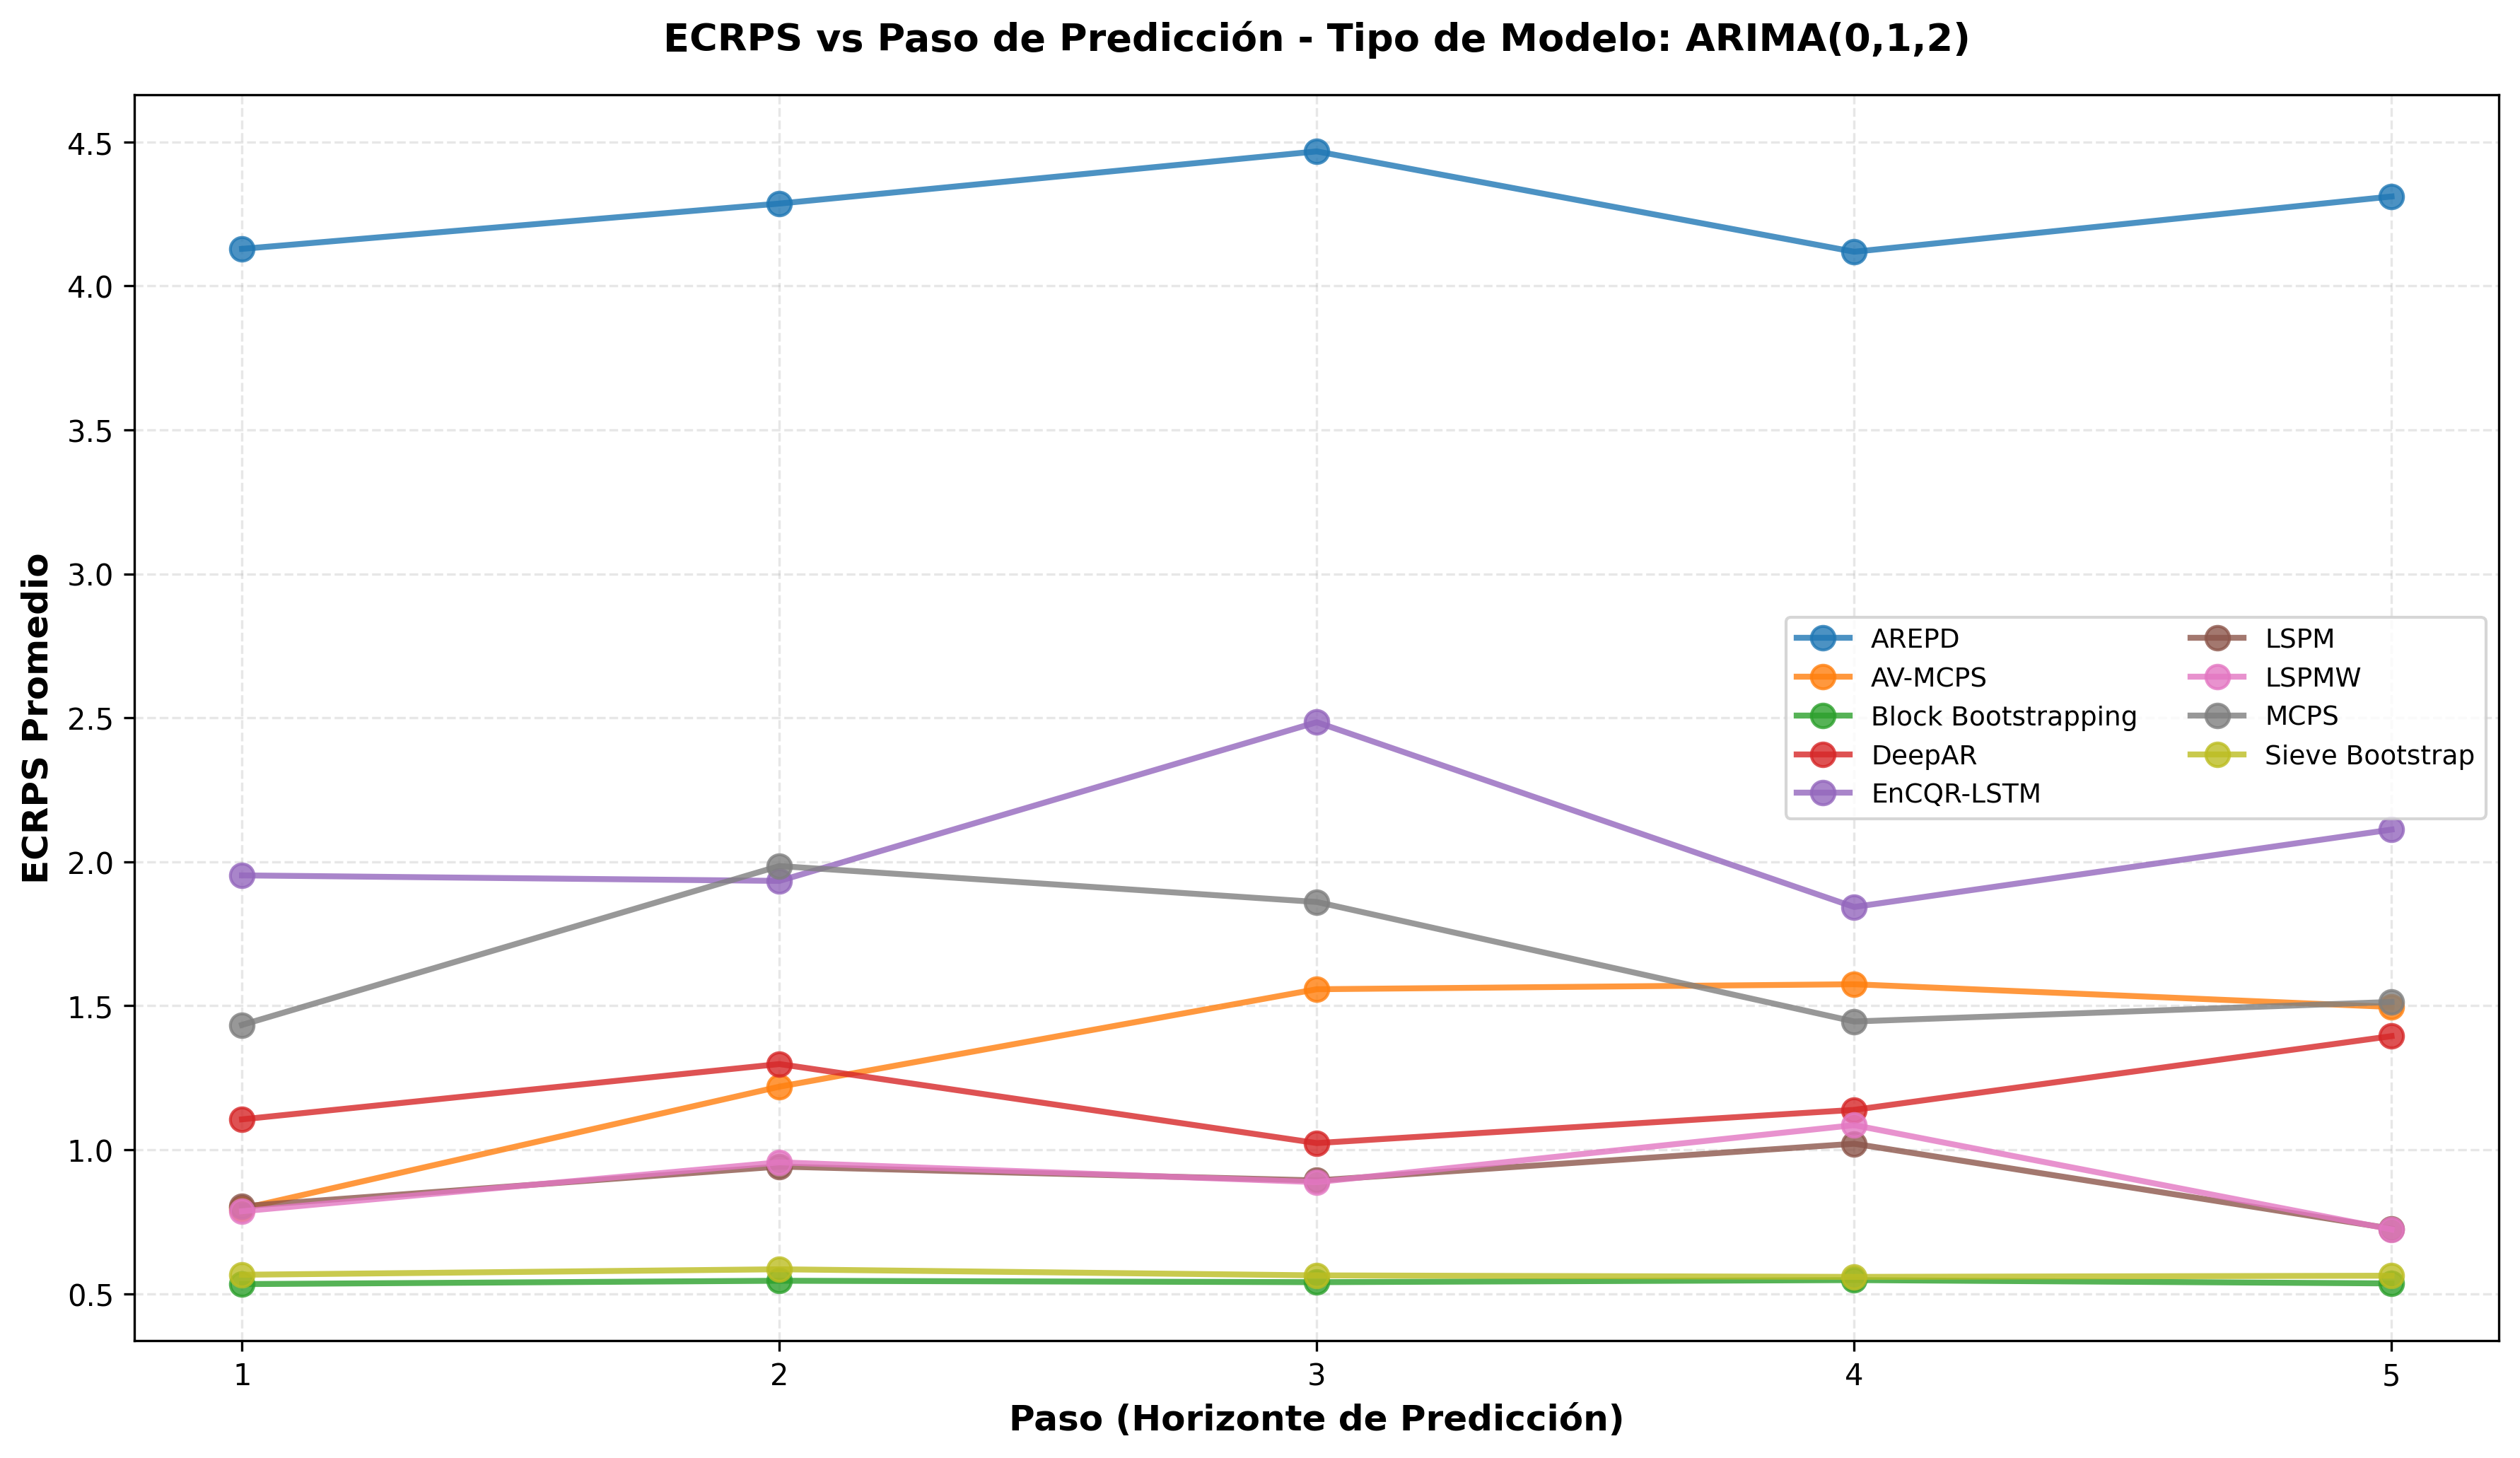 ECRPS vs Paso de Predicción - Tipo de Modelo: ARIMA(0,1,2)
ECRPS Promedio
4.5
4.0
3.5
3.0
2.5
2.0
1.5
1.0
0.5
AREPD
AV-MCPS
Block Bootstrapping
DeepAR
EnCQR-LSTM
LSPM
LSPMW
MCPS
Sieve Bootstrap
1 2 3 4 5
Paso (Horizonte de Predicción)